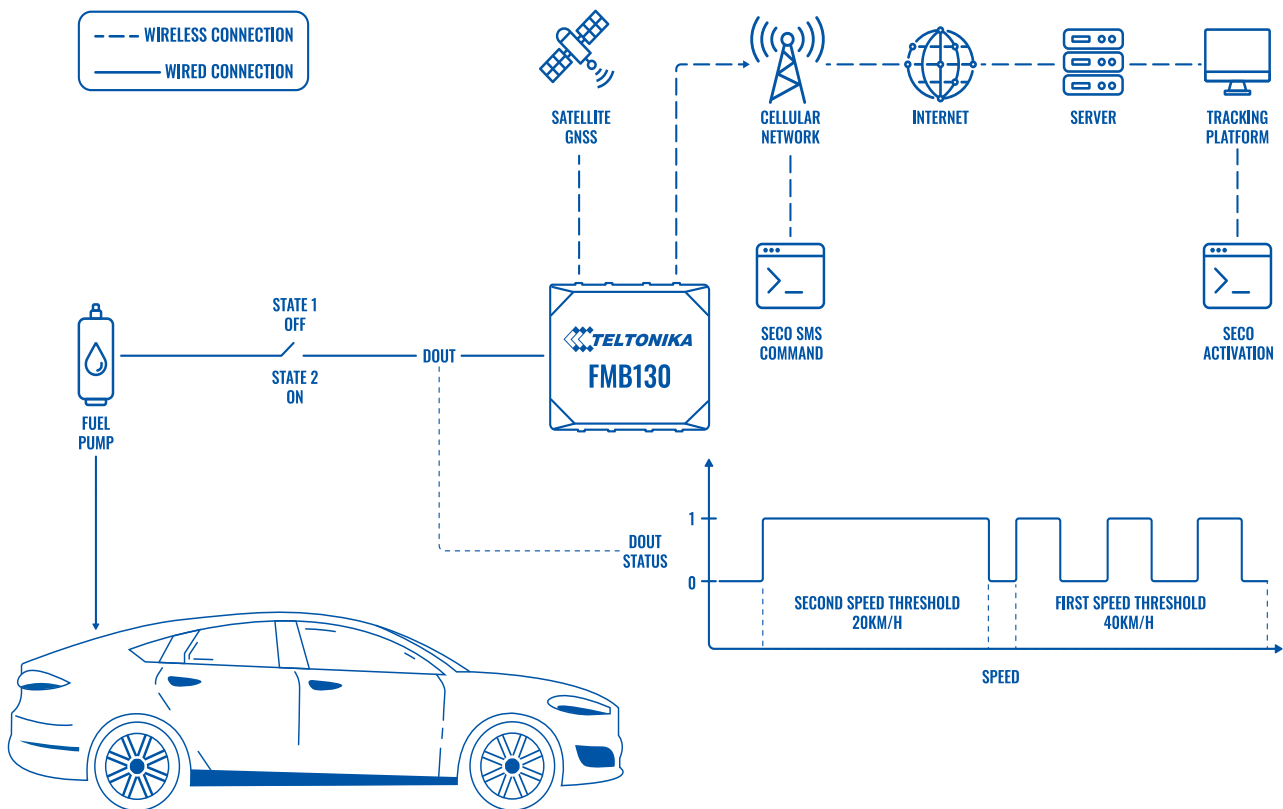 WIRELESS CONNECTION
WIRED CONNECTION
SATELLITE
GNSS
CELLULAR
NETWORK
INTERNET
SERVER
TRACKING
PLATFORM
SECO SMS
COMMAND
SECO
ACTIVATION
STATE 1
OFF
STATE 2
ON
DOUT
TELTONIKA
FMB130
FUEL
PUMP
DOUT
STATUS
1
0
SECOND SPEED THRESHOLD
20KM/H
FIRST SPEED THRESHOLD
40KM/H
SPEED